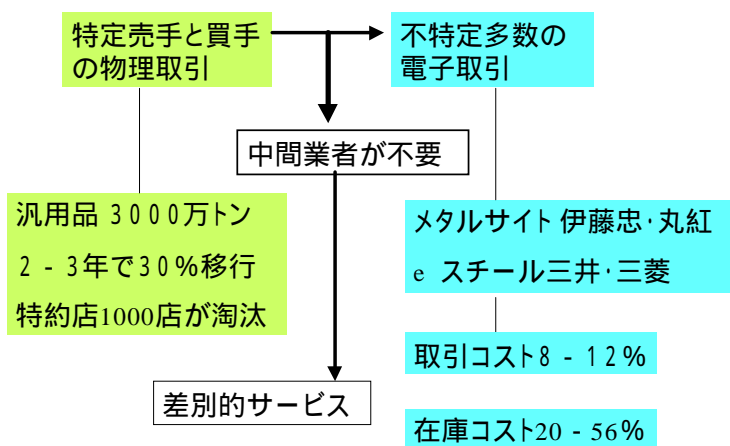 特定売手と買手
の物理取引
不特定多数の
電子取引
中間業者が不要
汎用品 3000万トン
2-3年で30%移行
特約店1000店が淘汰
メタルサイト 伊藤忠・丸紅
e スチール三井・三菱
取引コスト8-12%
差別的サービス
在庫コスト20-56%